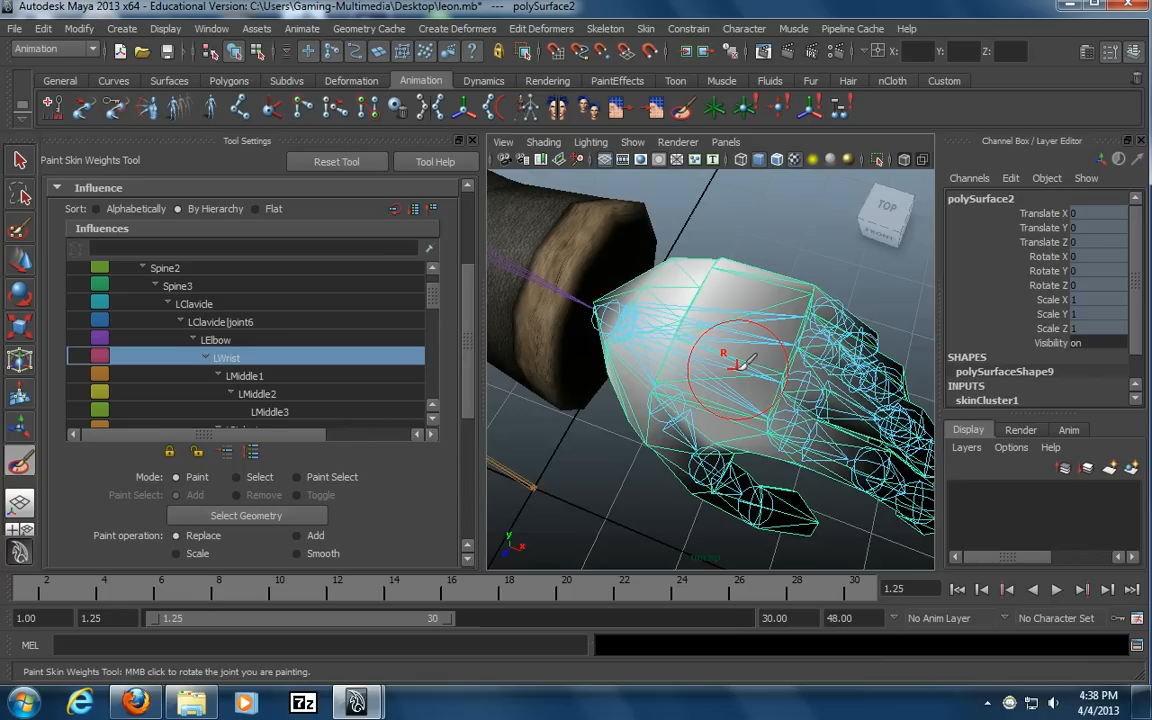 Autodesk Maya 2013 x64 - Educational Version: C:\Users\Gaming-Multimedia\Desktop\leon.mb* --- polySurface2
File Edit Modify Create Display Window Assets Animate Geometry Cache Create Deformers Edit Deformers Skeleton Skin Constrain Character Muscle Pipeline Cache Help
Animation X: Y: Z:
General Curves Surfaces Polygons Subdivs Deformation Animation Dynamics Rendering PaintEffects Toon Muscle Fluids Fur Hair nCloth Custom
Tool Settings
Paint Skin Weights Tool Reset Tool Tool Help
Influence
Sort: Alphabetically By Hierarchy Flat
Influences
Spine2
Spine3
LClavicle
LClavicle|joint6
LElbow
LWrist
LMiddle1
LMiddle2
LMiddle3
Mode: Paint Select Paint Select
Paint Select: Add Remove Toggle
Select Geometry
Paint operation: Replace Add
Scale Smooth
View Shading Lighting Show Renderer Panels
TOP
FRONT
R
y
x
persp
Channel Box / Layer Editor
Channels Edit Object Show
polySurface2
Translate X 0
Translate Y 0
Translate Z 0
Rotate X 0
Rotate Y 0
Rotate Z 0
Scale X 1
Scale Y 1
Scale Z 1
Visibility on
SHAPES
polySurfaceShape9
INPUTS
skinCluster1
Display Render Anim
Layers Options Help
2 4 6 8 10 12 14 16 18 20 22 24 26 28 30 1.25
1.00 1.25 1.25 30 30.00 48.00 No Anim Layer No Character Set
MEL
Paint Skin Weights Tool: MMB click to rotate the joint you are painting.
7z
4:38 PM
4/4/2013